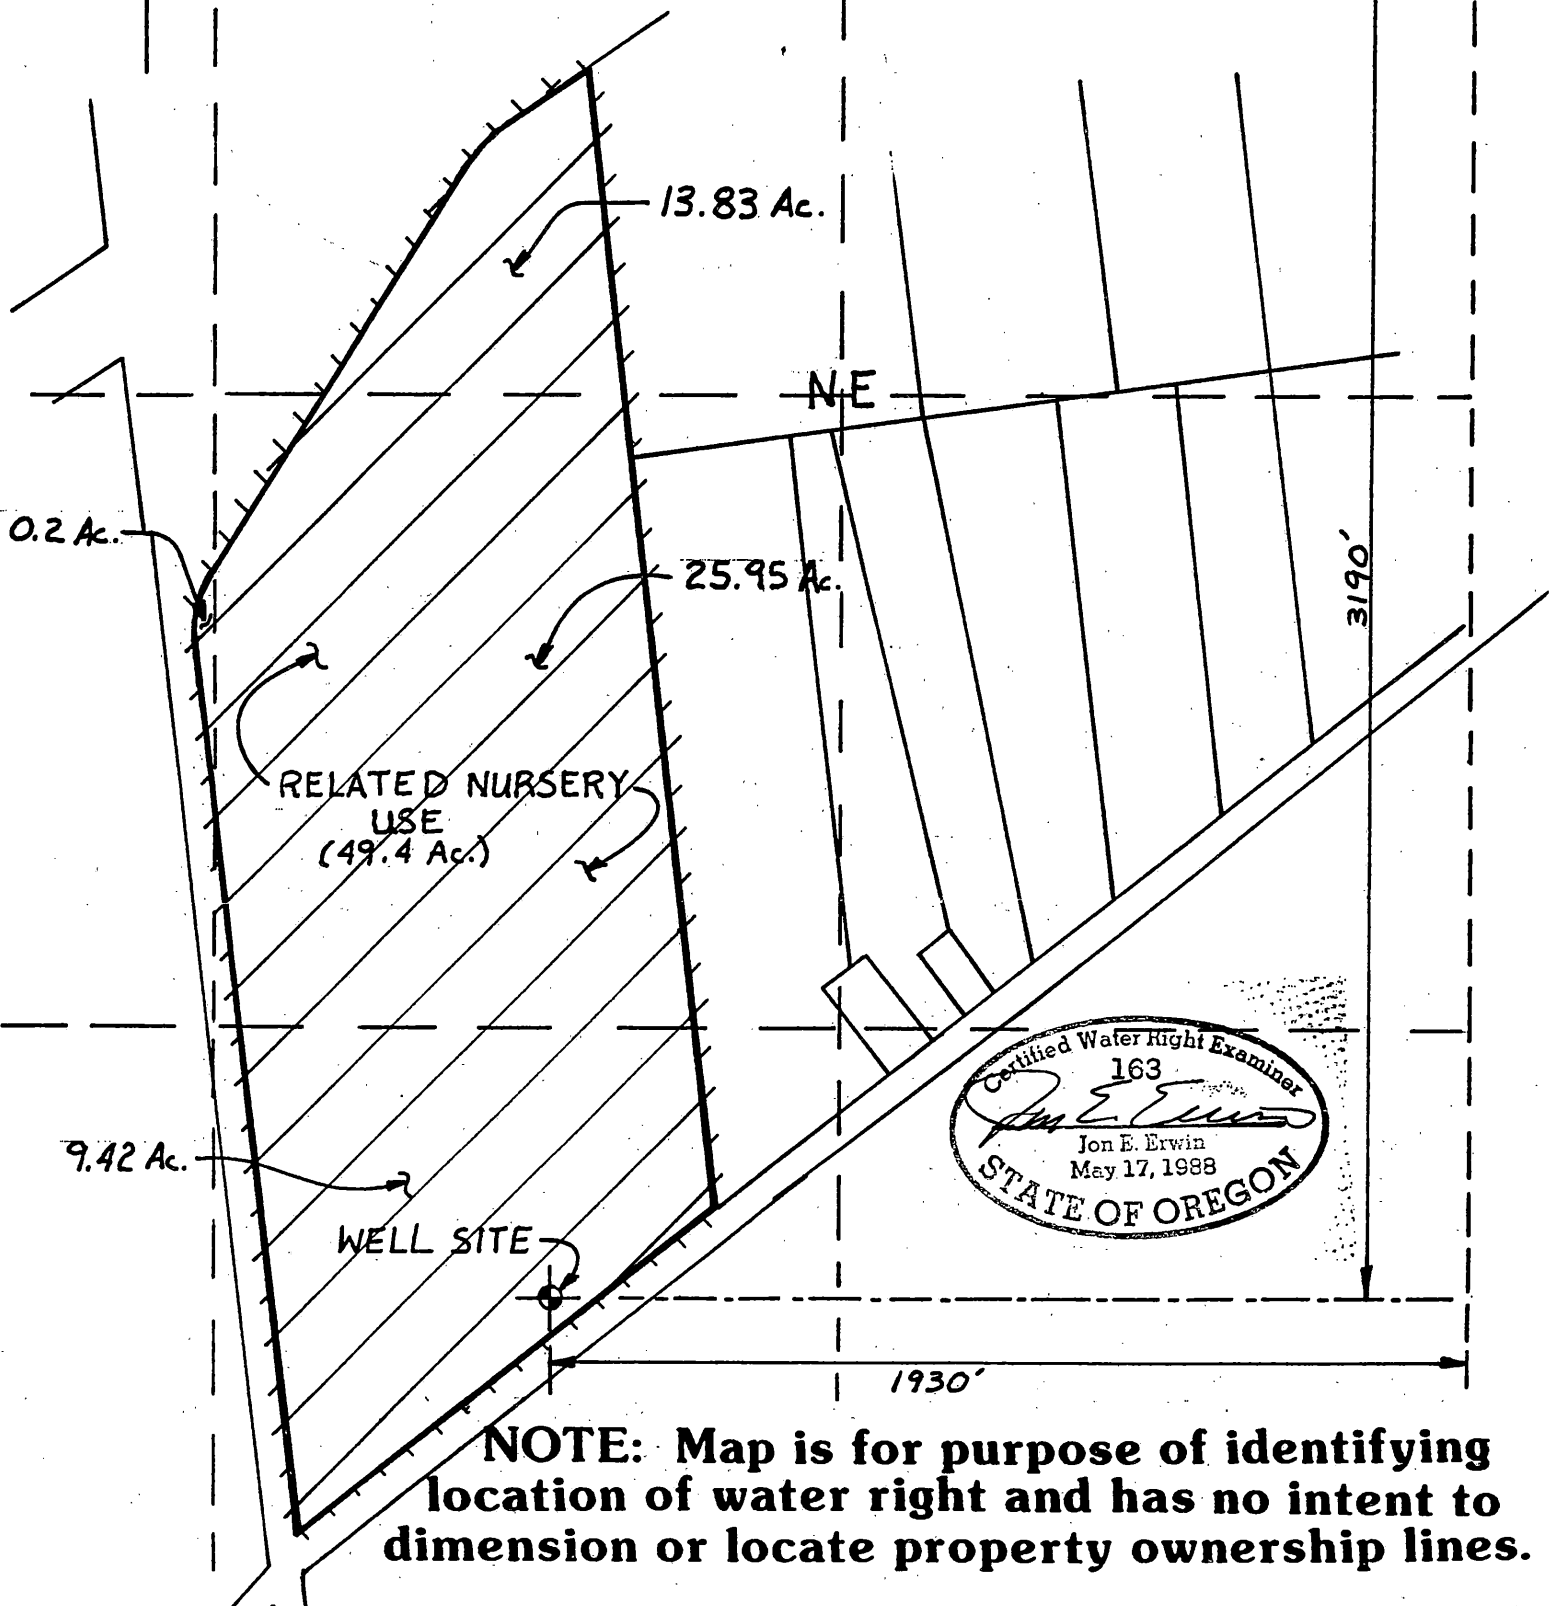 13.83 Ac.
NE
0.2 Ac.
25.95 Ac.
3190'
RELATED NURSERY
USE
(49.4 Ac.)
Certified Water Right Examiner
163
Jon E. Erwin
Jon E. Erwin
May 17, 1988
STATE OF OREGON
9.42 Ac.
WELL SITE
1930'
NOTE: Map is for purpose of identifying
location of water right and has no intent to
dimension or locate property ownership lines.